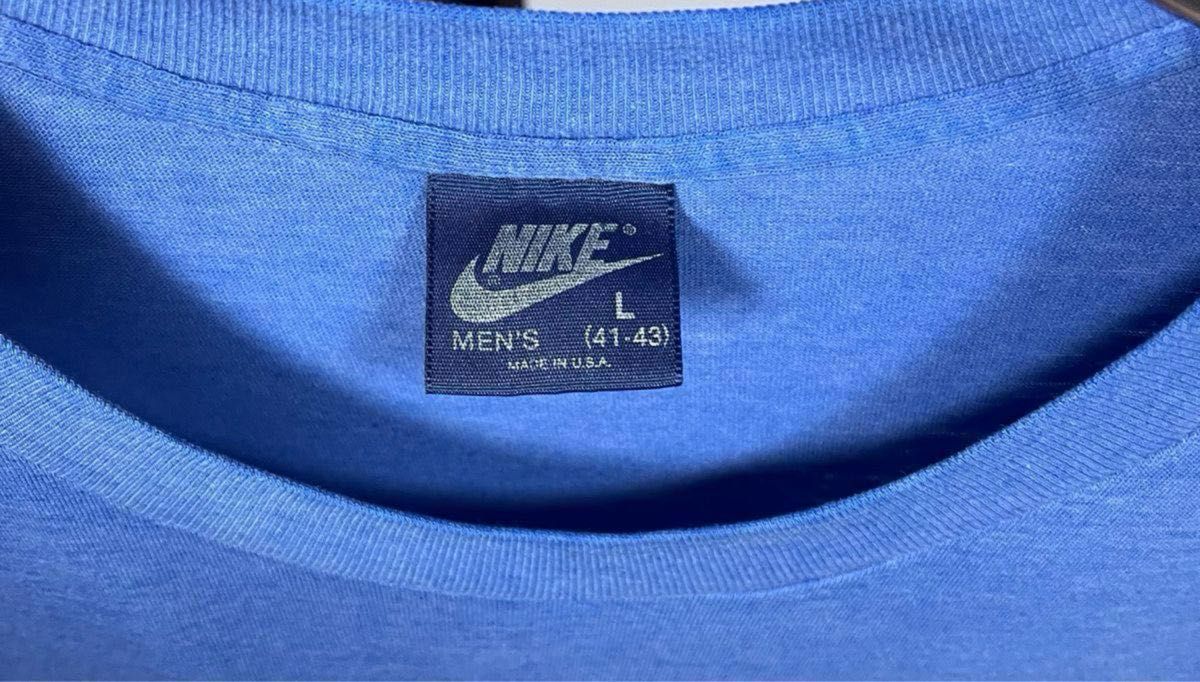 NIKE®
L
MEN'S (41-43)
MADE IN U.S.A.